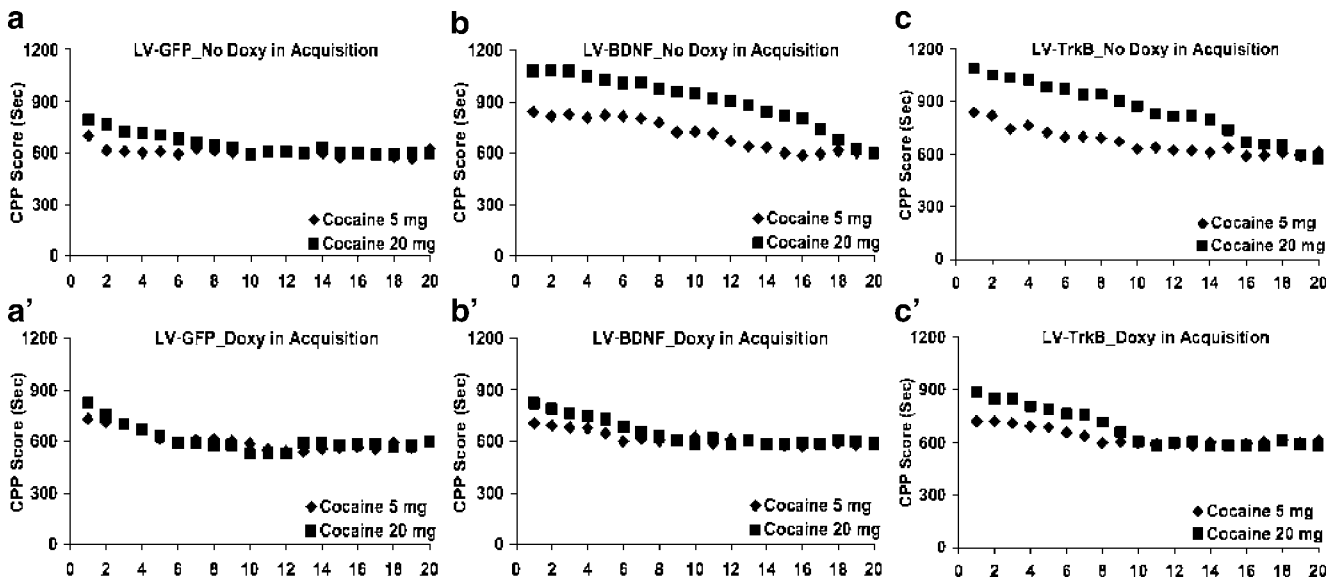 a
LV-GFP_No Doxy in Acquisition
CPP Score (Sec)
1200
900
600
300
0
0 2 4 6 8 10 12 14 16 18 20
Cocaine 5 mg
Cocaine 20 mg
b
LV-BDNF_No Doxy in Acquisition
CPP Score (Sec)
1200
900
600
300
0
0 2 4 6 8 10 12 14 16 18 20
Cocaine 5 mg
Cocaine 20 mg
c
LV-TrkB_No Doxy in Acquisition
CPP Score (Sec)
1200
900
600
300
0
0 2 4 6 8 10 12 14 16 18 20
Cocaine 5 mg
Cocaine 20 mg
a'
LV-GFP_Doxy in Acquisition
CPP Score (Sec)
1200
900
600
300
0
0 2 4 6 8 10 12 14 16 18 20
Cocaine 5 mg
Cocaine 20 mg
b'
LV-BDNF_Doxy in Acquisition
CPP Score (Sec)
1200
900
600
300
0
0 2 4 6 8 10 12 14 16 18 20
Cocaine 5 mg
Cocaine 20 mg
c'
LV-TrkB_Doxy in Acquisition
CPP Score (Sec)
1200
900
600
300
0
0 2 4 6 8 10 12 14 16 18 20
Cocaine 5 mg
Cocaine 20 mg